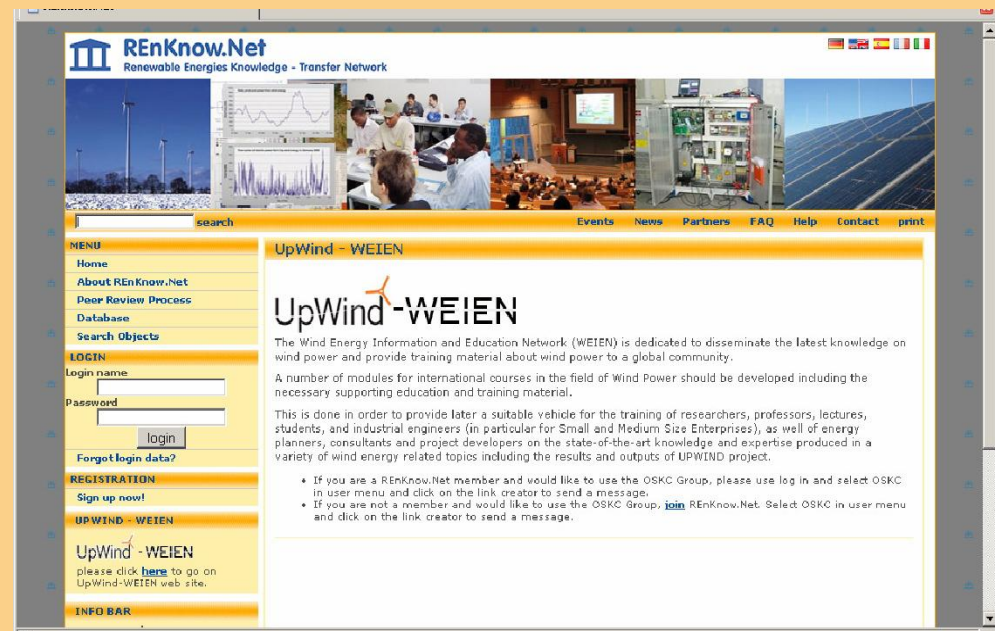 REnKnow.Net
Renewable Energies Knowledge - Transfer Network
search
Events News Partners FAQ Help Contact print
MENU
Home
About REnKnow.Net
Peer Review Process
Database
Search Objects
LOGIN
Login name
Password
login
Forgot login data?
REGISTRATION
Sign up now!
UPWIND - WEIEN
UpWind - WEIEN
please click here to go on
UpWind-WEIEN web site.
INFO BAR
UpWind - WEIEN
UpWind-WEIEN
The Wind Energy Information and Education Network (WEIEN) is dedicated to disseminate the latest knowledge on
wind power and provide training material about wind power to a global community.
A number of modules for international courses in the field of Wind Power should be developed including the
necessary supporting education and training material.
This is done in order to provide later a suitable vehicle for the training of researchers, professors, lectures,
students, and industrial engineers (in particular for Small and Medium Size Enterprises), as well of energy
planners, consultants and project developers on the state-of-the-art knowledge and expertise produced in a
variety of wind energy related topics including the results and outputs of UPWIND project.
• If you are a REnKnow.Net member and would like to use the OSKC Group, please use log in and select OSKC
in user menu and click on the link creator to send a message.
• If you are not a member and would like to use the OSKC Group, join REnKnow.Net. Select OSKC in user menu
and click on the link creator to send a message.